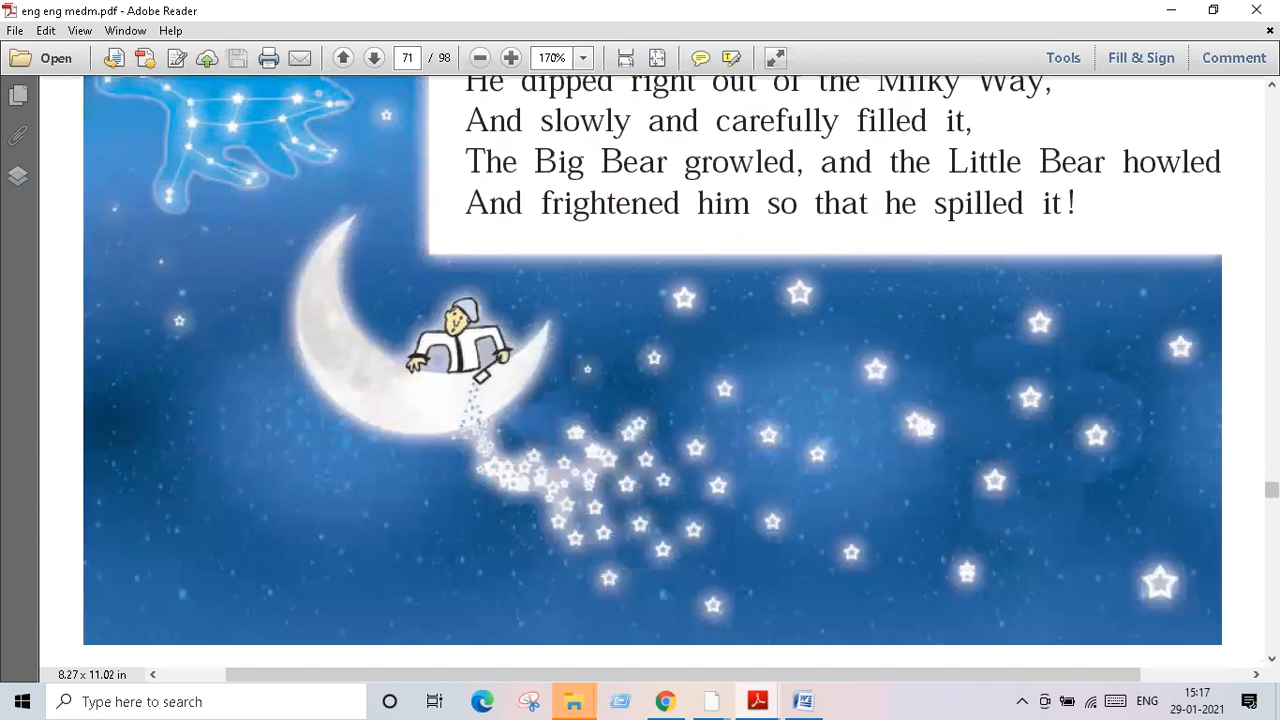 eng eng medm.pdf - Adobe Reader
File Edit View Window Help
Open 71 / 98 170% Tools Fill & Sign Comment
He dipped right out of the Milky Way,
And slowly and carefully filled it,
The Big Bear growled, and the Little Bear howled
And frightened him so that he spilled it!
8.27 x 11.02 in
Type here to search
ENG
15:17
29-01-2021